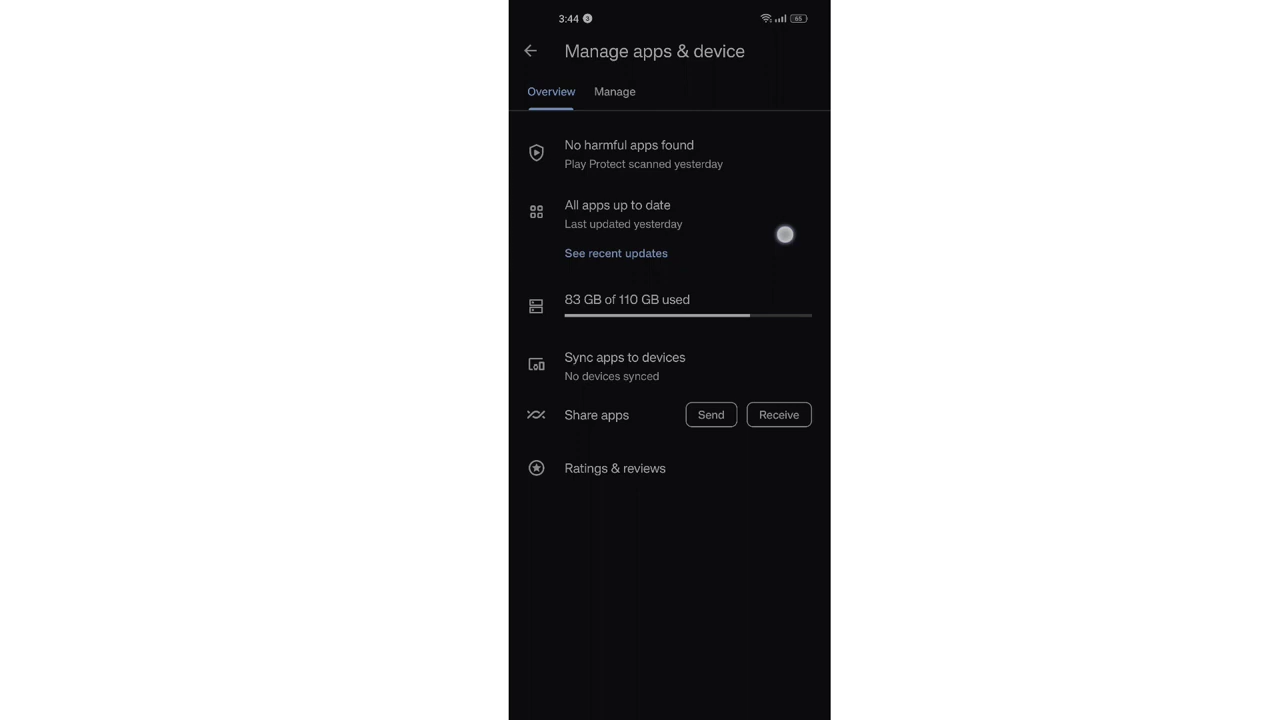 3:44
65
Manage apps & device
Overview Manage
No harmful apps found
Play Protect scanned yesterday
All apps up to date
Last updated yesterday
See recent updates
83 GB of 110 GB used
Sync apps to devices
No devices synced
Share apps Send Receive
Ratings & reviews